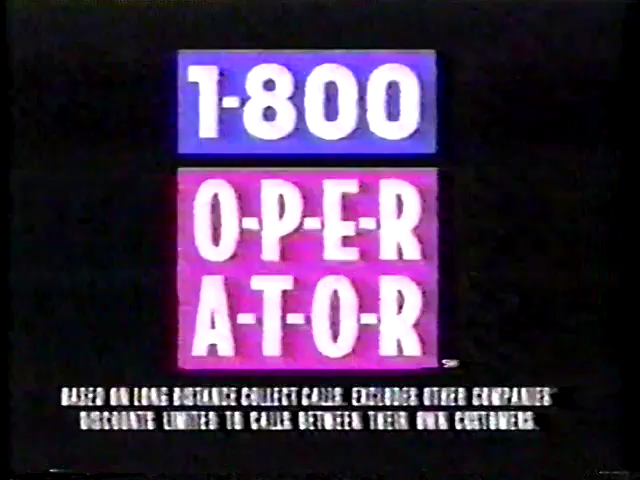 1-800
O-P-E-R
A-T-O-R
SM
BASED ON LONG DISTANCE COLLECT CALLS. EXCLUDES OTHER COMPANIES'
DISCOUNTS LIMITED TO CALLS BETWEEN THEIR OWN CUSTOMERS.